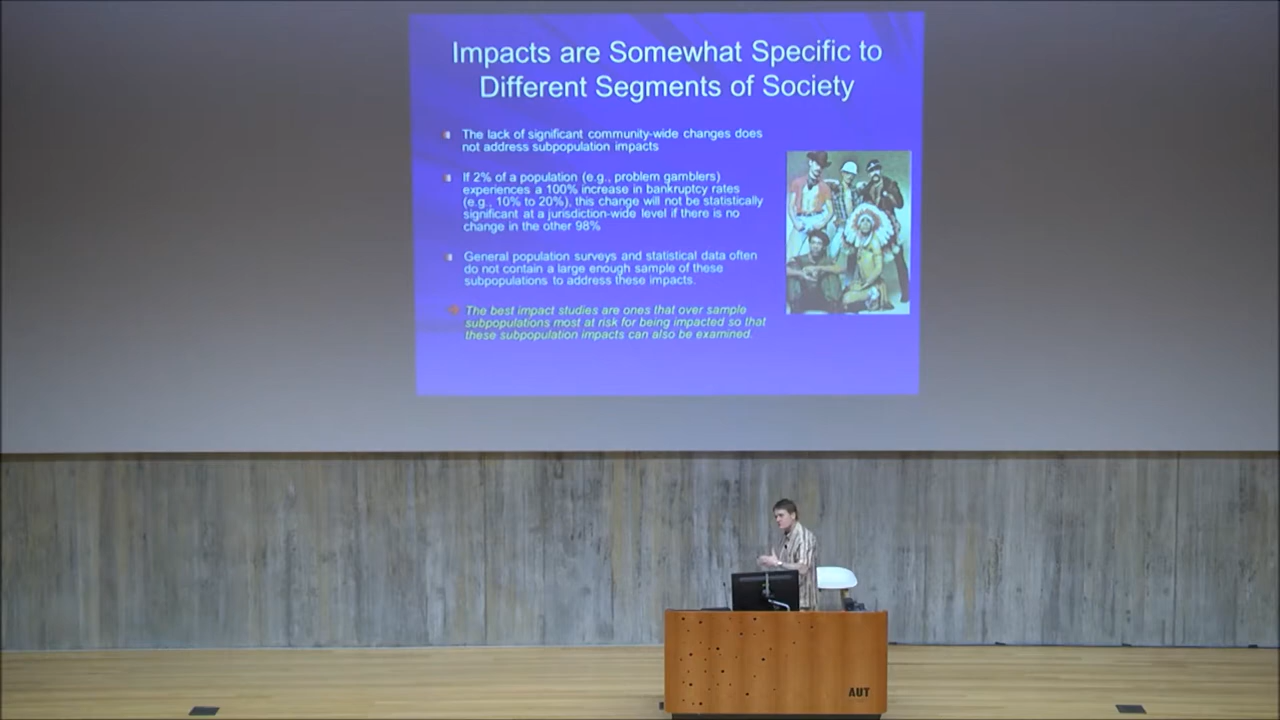 Impacts are Somewhat Specific to
Different Segments of Society
The lack of significant community-wide changes does
not address subpopulation impacts
If 2% of a population (e.g., problem gamblers)
experiences a 100% increase in bankruptcy rates
(e.g., 10% to 20%), this change will not be statistically
significant at a jurisdiction-wide level if there is no
change in the other 98%
General population surveys and statistical data often
do not contain a large enough sample of these
subpopulations to address these impacts.
The best impact studies are ones that over sample
subpopulations most at risk for being impacted so that
these subpopulation impacts can also be examined.
AUT